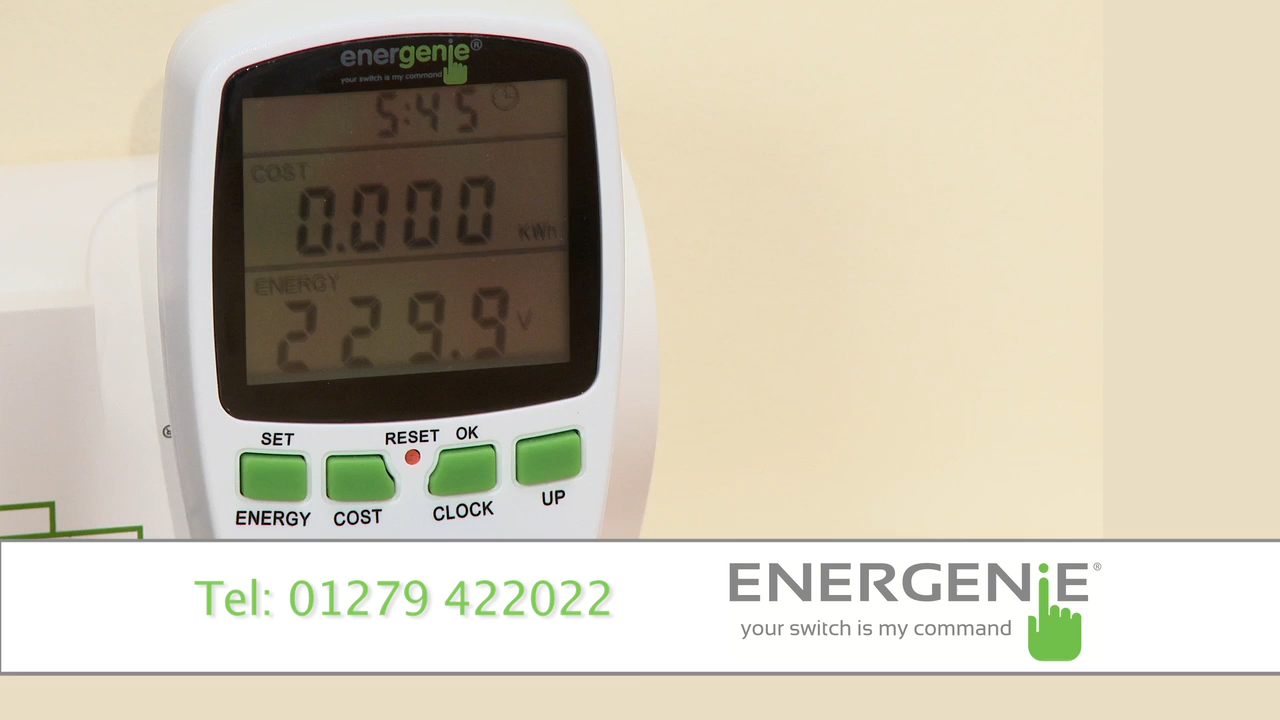 energenie®
your switch is my command
5:45
COST
0.000
KWh
ENERGY
229.9
V
SET
RESET
OK
ENERGY
COST
CLOCK
UP
Tel: 01279 422022
ENERGENiE®
your switch is my command